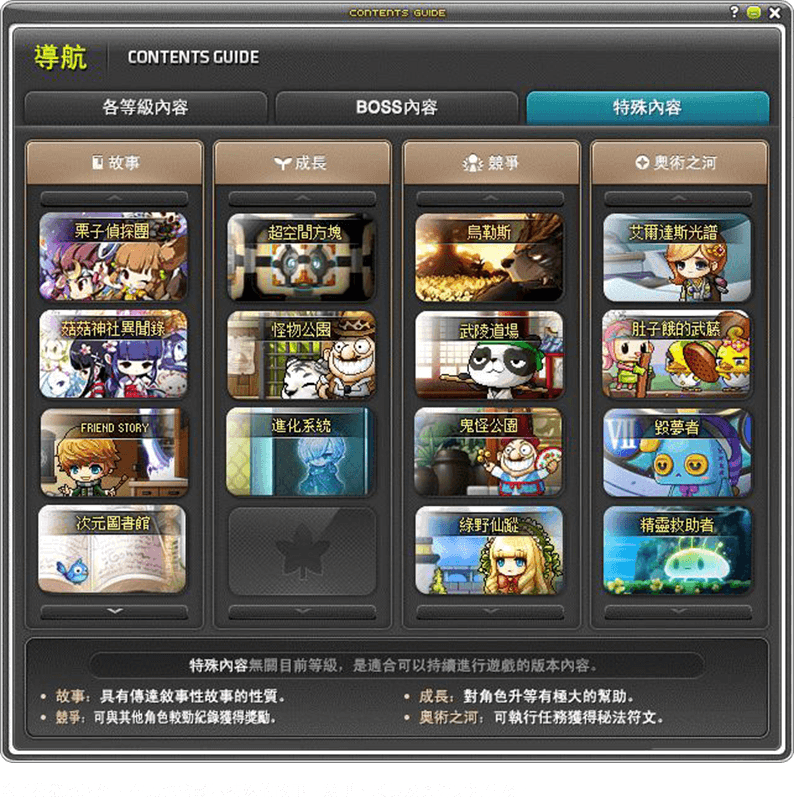 CONTENTS GUIDE
導航 CONTENTS GUIDE
各等級內容 BOSS內容 特殊內容
故事 成長 競爭 奧術之河
栗子偵探團 超空間方塊 烏勒斯 艾爾達斯光譜
菇菇神社異聞錄 怪物公園 武陵道場 肚子餓的武藤
FRIEND STORY 進化系統 鬼怪公園 毀夢者
VII
次元圖書館 綠野仙蹤 精靈救助者
特殊內容無關目前等級,是適合可以持續進行遊戲的版本內容。
• 故事: 具有傳達敘事性故事的性質。 • 成長: 對角色升等有極大的幫助。
• 競爭: 可與其他角色較勁紀錄獲得獎勵。 • 奧術之河: 可執行任務獲得秘法符文。